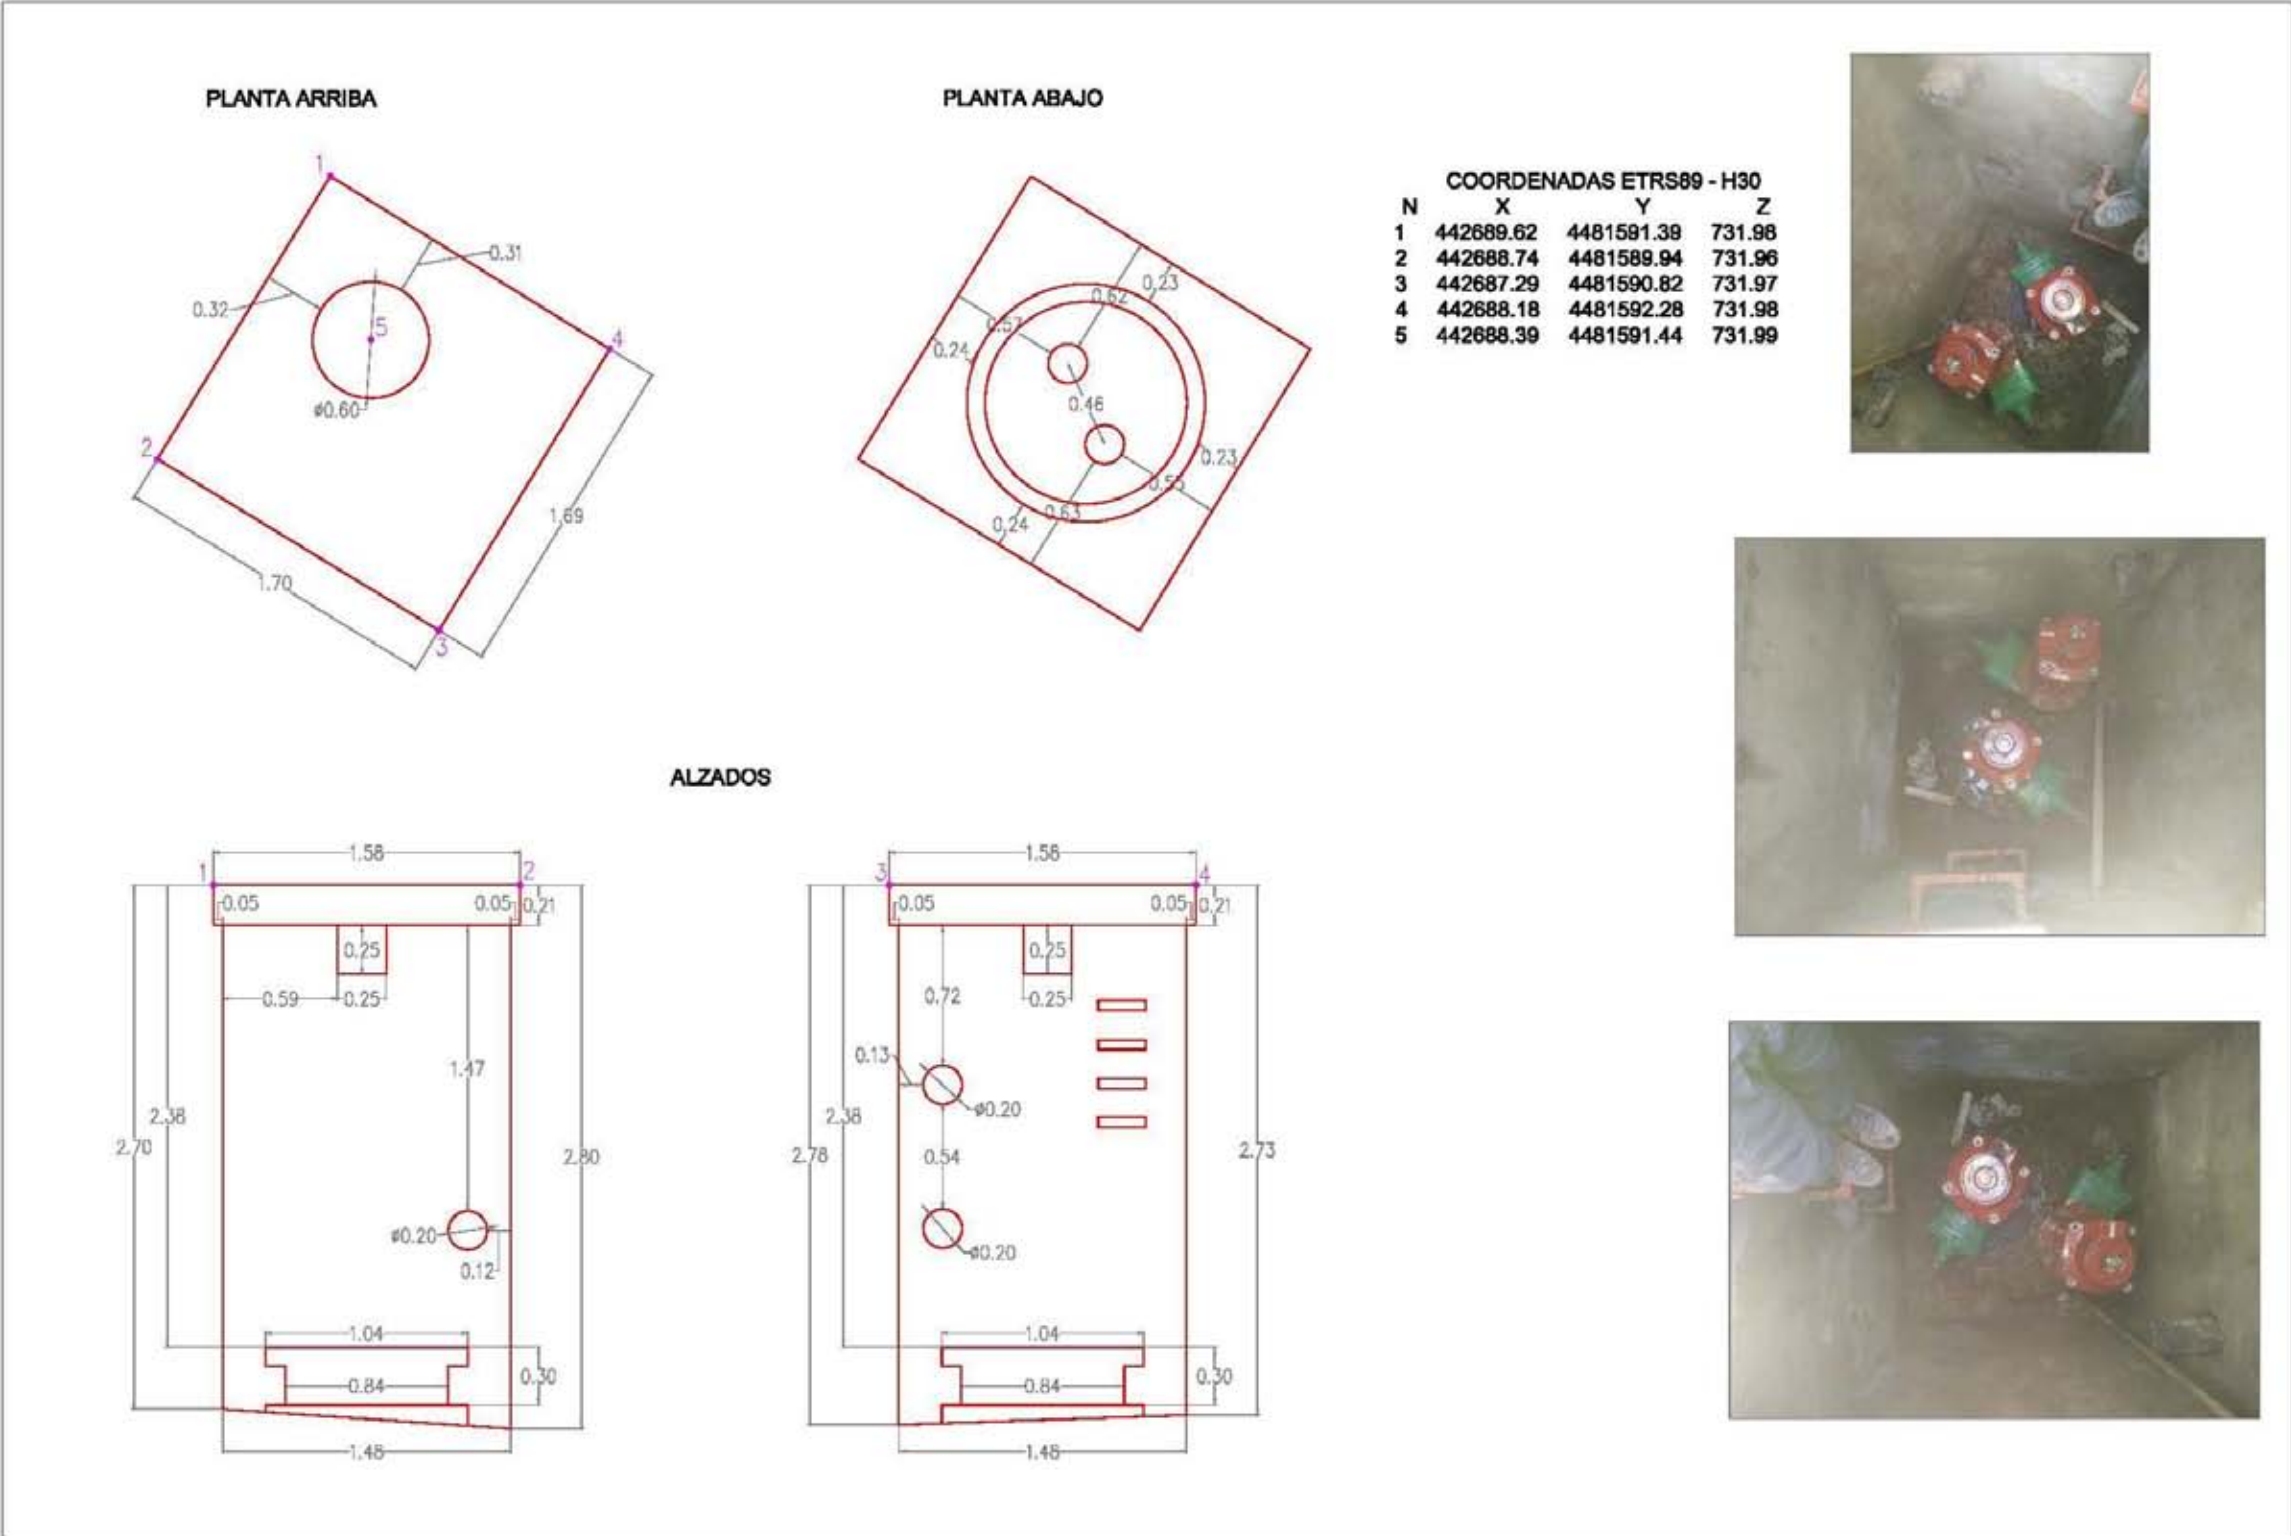 PLANTA ARRIBA
1
0.31
0.32
5
4
ø0.60
2
1.69
1.70
3
PLANTA ABAJO
0.23
0.62
0.57
0.24
0.46
0.23
0.55
0.63
0.24
COORDENADAS ETRS89 - H30
N X Y Z
1 442689.62 4481591.39 731.98
2 442688.74 4481589.94 731.96
3 442687.29 4481590.82 731.97
4 442688.18 4481592.28 731.98
5 442688.39 4481591.44 731.99
ALZADOS
1.58
1 2
0.05 0.05 0.21
0.25
0.59 0.25
1.47
2.38
2.70 2.80
ø0.20
0.12
1.04
0.84 0.30
1.48
1.58
3 4
0.05 0.05 0.21
0.25
0.72 0.25
0.13
ø0.20
2.38
2.78 0.54 2.73
ø0.20
1.04
0.84 0.30
1.48